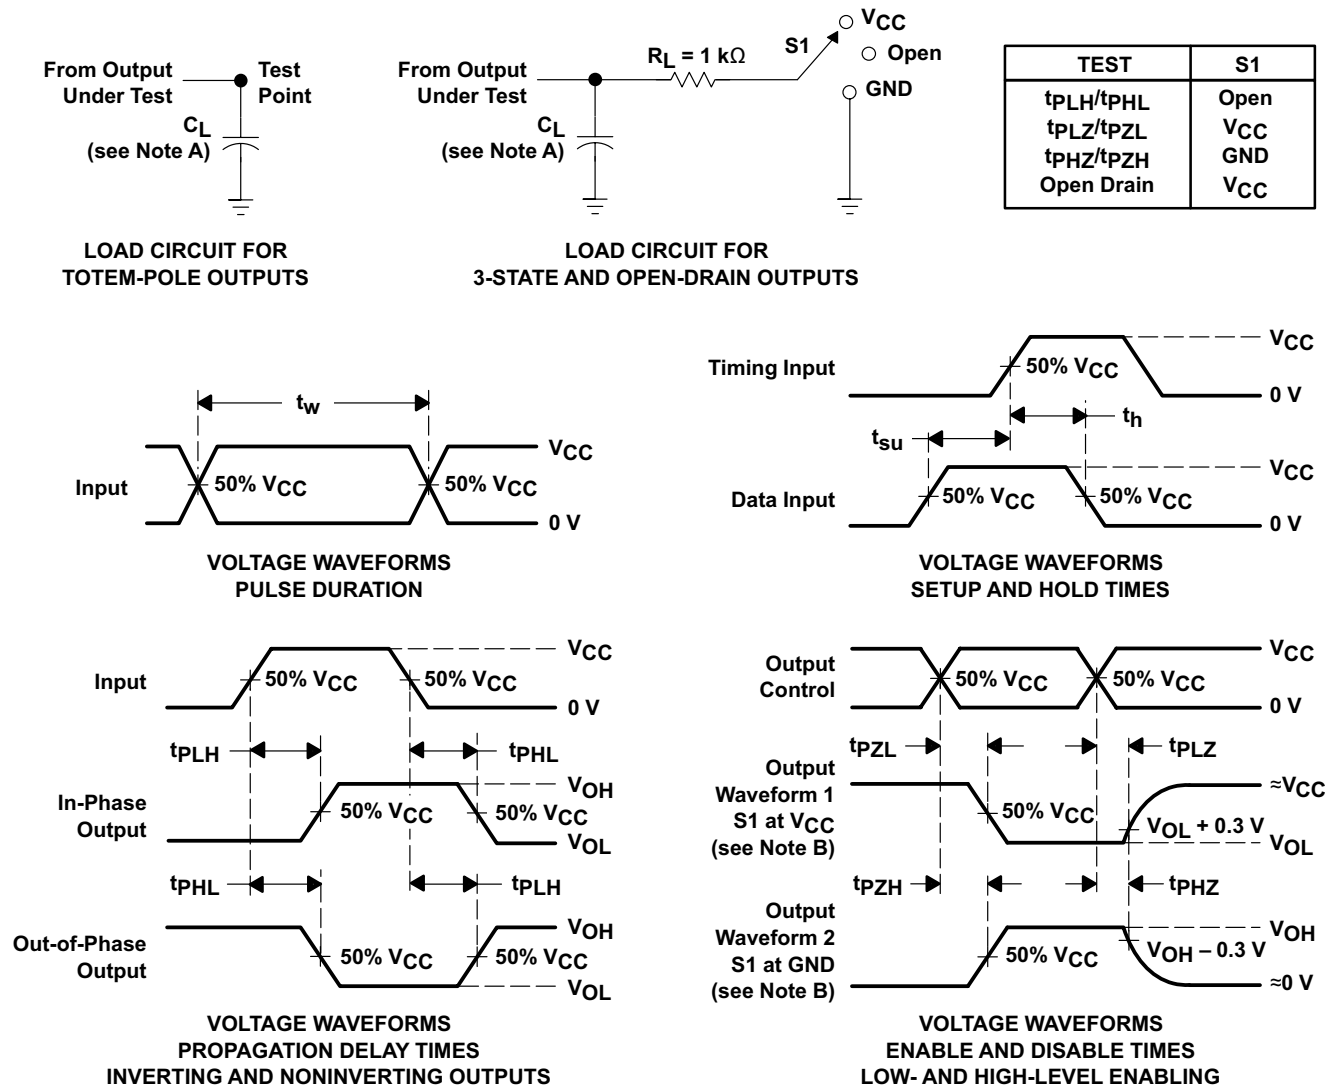 From Output
Under Test
Test
Point
CL
(see Note A)
LOAD CIRCUIT FOR
TOTEM-POLE OUTPUTS
From Output
Under Test
RL = 1 kΩ
S1
VCC
Open
GND
CL
(see Note A)
LOAD CIRCUIT FOR
3-STATE AND OPEN-DRAIN OUTPUTS
TEST S1
tPLH/tPHL Open
tPLZ/tPZL VCC
tPHZ/tPZH GND
Open Drain VCC
tw
Input
50% VCC
50% VCC
VCC
0 V
VOLTAGE WAVEFORMS
PULSE DURATION
Timing Input
50% VCC
VCC
0 V
th
tsu
Data Input
50% VCC
50% VCC
VCC
0 V
VOLTAGE WAVEFORMS
SETUP AND HOLD TIMES
Input
50% VCC
50% VCC
VCC
0 V
tPLH
tPHL
In-Phase
Output
50% VCC
50% VCC
VOH
VOL
tPHL
tPLH
Out-of-Phase
Output
50% VCC
50% VCC
VOH
VOL
VOLTAGE WAVEFORMS
PROPAGATION DELAY TIMES
INVERTING AND NONINVERTING OUTPUTS
Output
Control
50% VCC
50% VCC
VCC
0 V
tPZL
tPLZ
Output
Waveform 1
S1 at VCC
(see Note B)
50% VCC
VOL + 0.3 V
≈VCC
VOL
tPZH
tPHZ
Output
Waveform 2
S1 at GND
(see Note B)
50% VCC
VOH – 0.3 V
VOH
≈0 V
VOLTAGE WAVEFORMS
ENABLE AND DISABLE TIMES
LOW- AND HIGH-LEVEL ENABLING